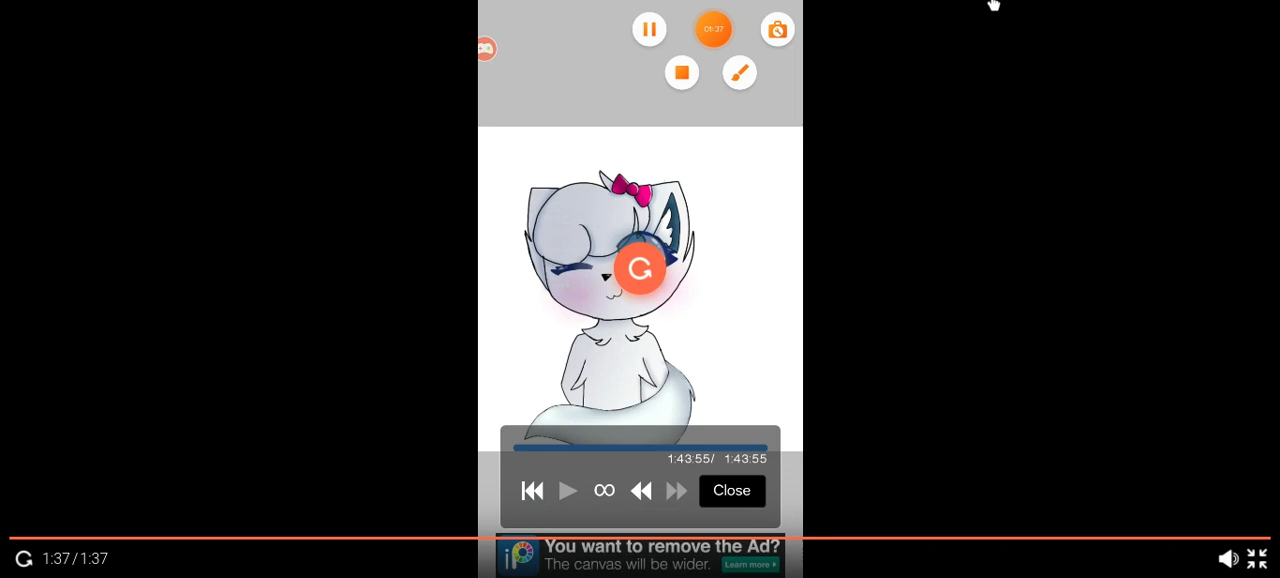 01:37
1:43:55/ 1:43:55
Close
iP
You want to remove the Ad?
The canvas will be wider. Learn more
1:37/1:37